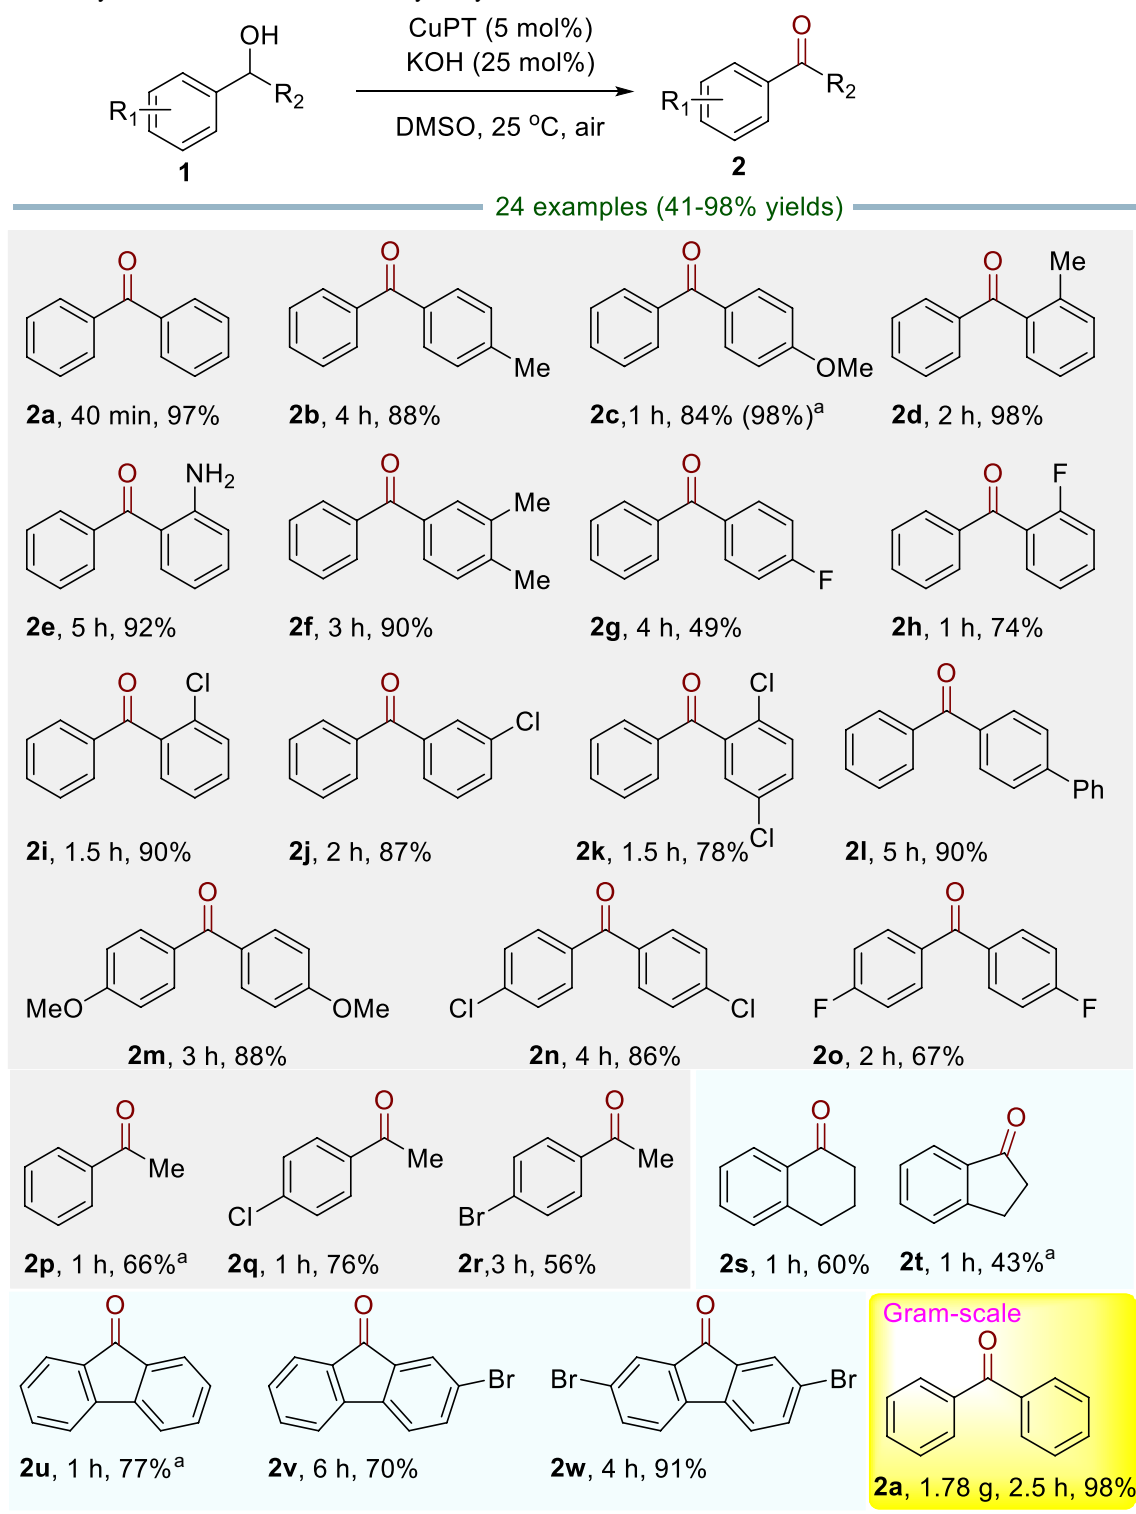 OH
R2
R1
1
CuPT (5 mol%)
KOH (25 mol%)
DMSO, 25 oC, air
O
R2
R1
2
24 examples (41-98% yields)
O
O
Me
O
OMe
O
Me
2a, 40 min, 97%
2b, 4 h, 88%
2c,1 h, 84% (98%)a
2d, 2 h, 98%
O
NH2
O
Me
Me
O
F
O
F
2e, 5 h, 92%
2f, 3 h, 90%
2g, 4 h, 49%
2h, 1 h, 74%
O
Cl
O
Cl
O
Cl
Cl
O
Ph
2i, 1.5 h, 90%
2j, 2 h, 87%
2k, 1.5 h, 78%
2l, 5 h, 90%
O
MeO
OMe
O
Cl
Cl
O
F
F
2m, 3 h, 88%
2n, 4 h, 86%
2o, 2 h, 67%
O
Me
O
Me
Cl
O
Me
Br
O
O
2p, 1 h, 66%a
2q, 1 h, 76%
2r,3 h, 56%
2s, 1 h, 60%
2t, 1 h, 43%a
O
O
Br
O
Br
Br
Gram-scale
O
2u, 1 h, 77%a
2v, 6 h, 70%
2w, 4 h, 91%
2a, 1.78 g, 2.5 h, 98%